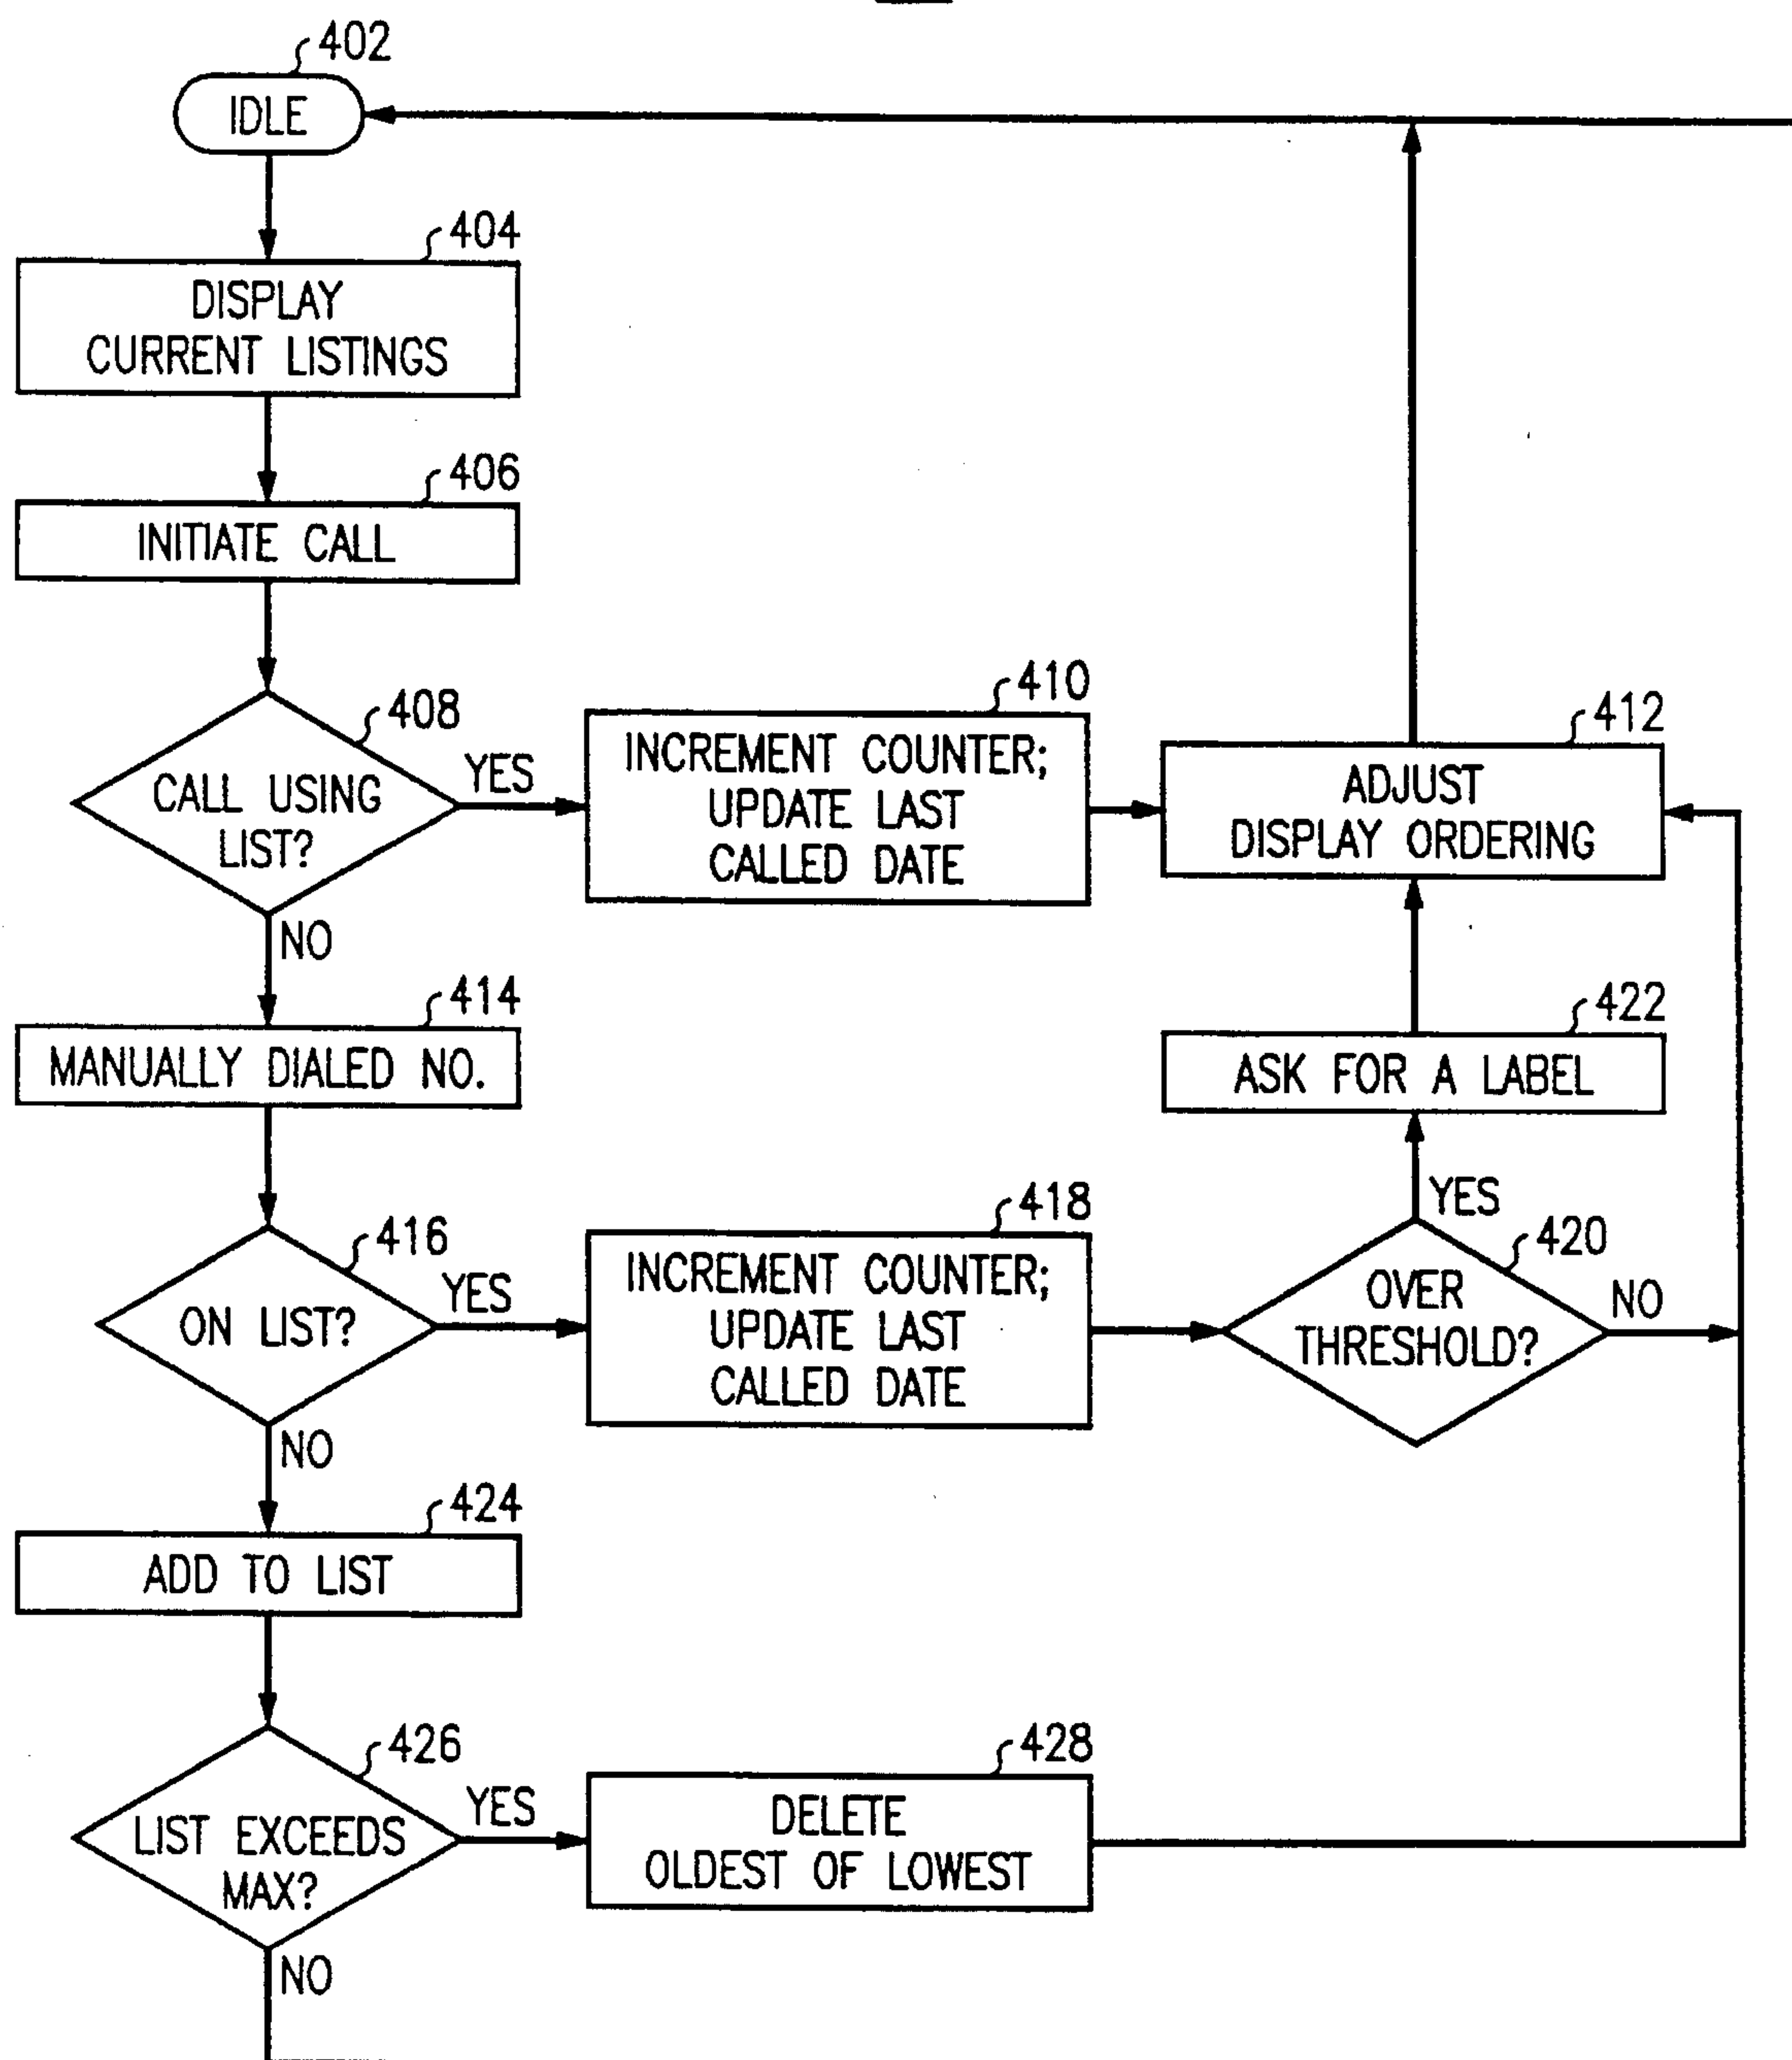 402
IDLE
404
DISPLAY
CURRENT LISTINGS
406
INITIATE CALL
408
CALL USING
LIST?
YES
NO
410
INCREMENT COUNTER;
UPDATE LAST
CALLED DATE
412
ADJUST
DISPLAY ORDERING
414
MANUALLY DIALED NO.
422
ASK FOR A LABEL
416
ON LIST?
YES
NO
418
INCREMENT COUNTER;
UPDATE LAST
CALLED DATE
YES
420
OVER
THRESHOLD?
NO
424
ADD TO LIST
426
LIST EXCEEDS
MAX?
YES
NO
428
DELETE
OLDEST OF LOWEST